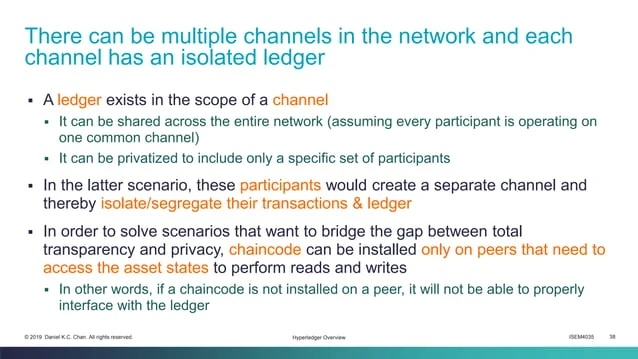 There can be multiple channels in the network and each
channel has an isolated ledger
▪ A ledger exists in the scope of a channel
▪ It can be shared across the entire network (assuming every participant is operating on
one common channel)
▪ It can be privatized to include only a specific set of participants
▪ In the latter scenario, these participants would create a separate channel and
thereby isolate/segregate their transactions & ledger
▪ In order to solve scenarios that want to bridge the gap between total
transparency and privacy, chaincode can be installed only on peers that need to
access the asset states to perform reads and writes
▪ In other words, if a chaincode is not installed on a peer, it will not be able to properly
interface with the ledger
© 2019 Daniel K.C. Chan. All rights reserved. Hyperledger Overview ISEM4035 38